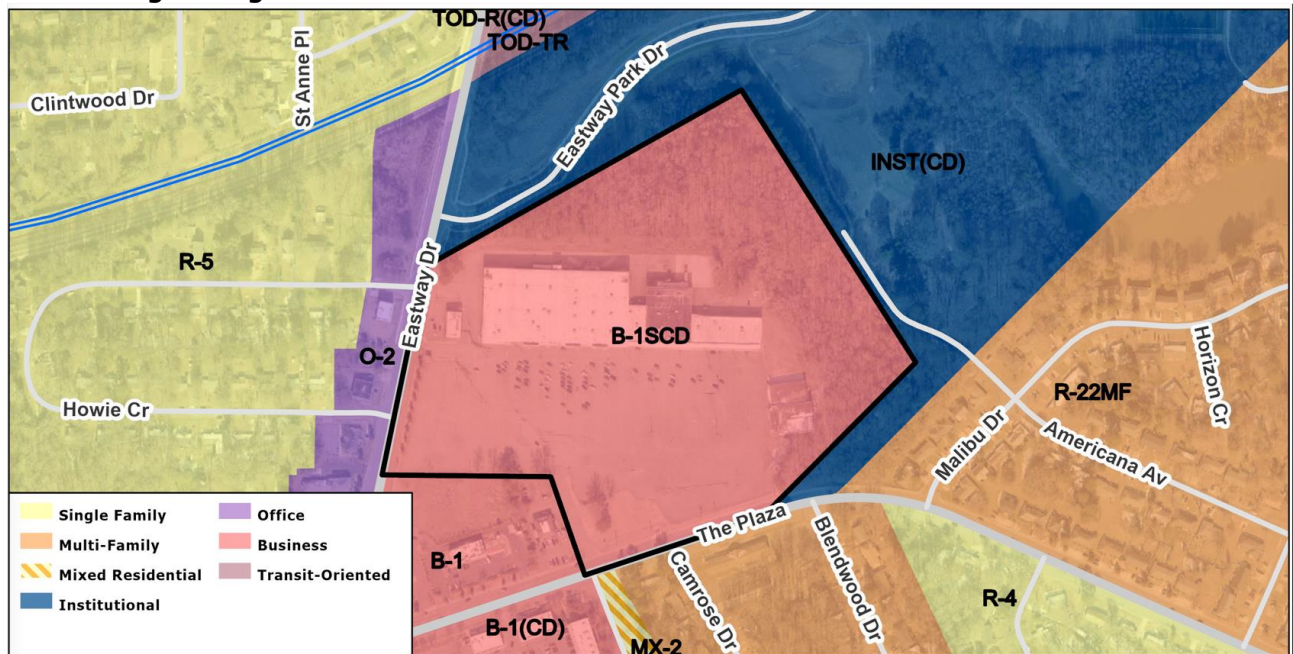 TOD-R(CD)
TOD-TR
Clintwood Dr
St Anne Pl
Eastway Park Dr
INST(CD)
R-5
Eastway Dr
B-1SCD
O-2
Howie Cr
Horizon Cr
R-22MF
Malibu Dr
Americana Av
The Plaza
Blendwood Dr
Camrose Dr
B-1
R-4
B-1(CD)
MX-2
Single Family
Multi-Family
Mixed Residential
Institutional
Office
Business
Transit-Oriented